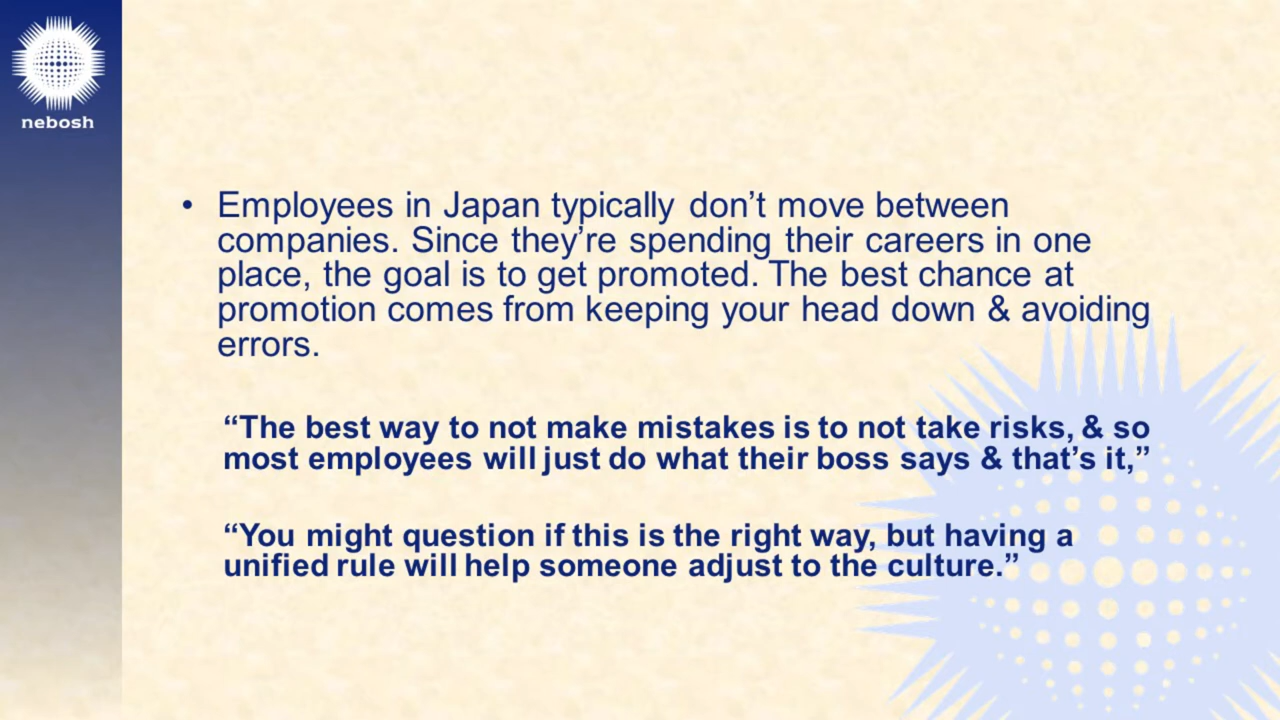 nebosh
• Employees in Japan typically don’t move between
companies. Since they’re spending their careers in one
place, the goal is to get promoted. The best chance at
promotion comes from keeping your head down & avoiding
errors.
“The best way to not make mistakes is to not take risks, & so
most employees will just do what their boss says & that’s it,”
“You might question if this is the right way, but having a
unified rule will help someone adjust to the culture.”